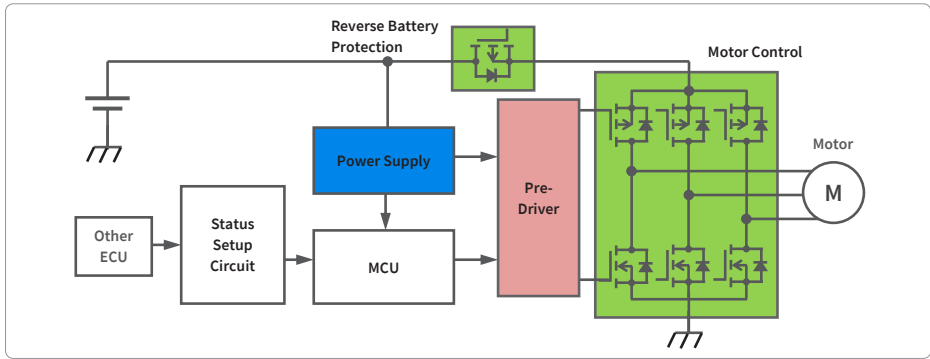 Reverse Battery
Protection
Motor Control
Power Supply
Pre-
Driver
Motor
M
Other
ECU
Status
Setup
Circuit
MCU